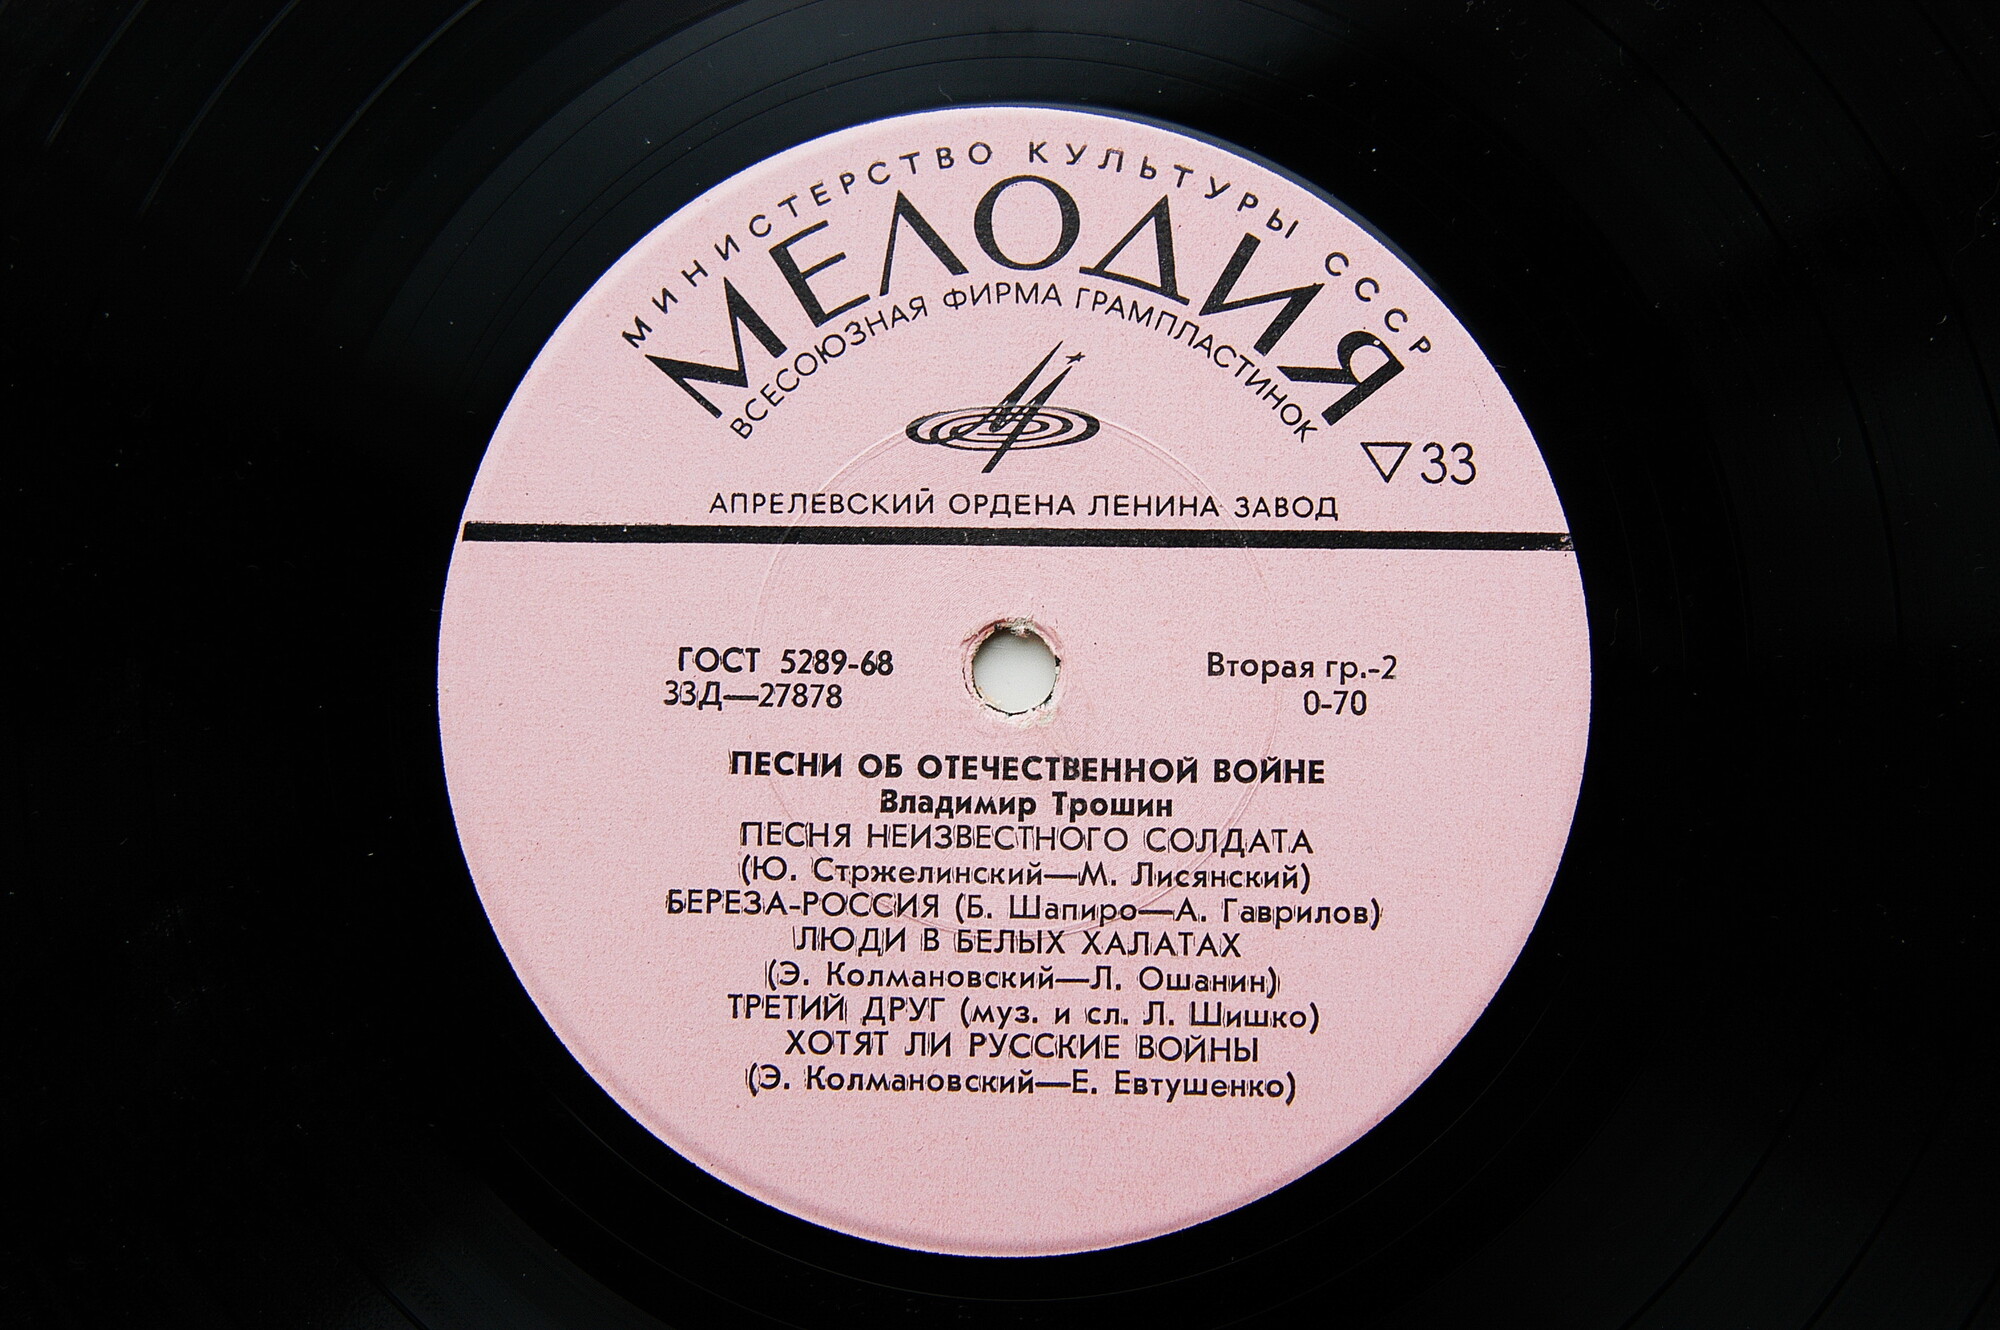 МИНИСТЕРСТВО КУЛЬТУРЫ СССР
МЕЛОДИЯ
ВСЕСОЮЗНАЯ ФИРМА ГРАМПЛАСТИНОК
▽33
АПРЕЛЕВСКИЙ ОРДЕНА ЛЕНИНА ЗАВОД
ГОСТ 5289-68
Вторая гр.-2
33Д—27878
0-70
ПЕСНИ ОБ ОТЕЧЕСТВЕННОЙ ВОЙНЕ
Владимир Трошин
ПЕСНЯ НЕИЗВЕСТНОГО СОЛДАТА
(Ю. Стржелинский—М. Лисянский)
БЕРЕЗА-РОССИЯ (Б. Шапиро—А. Гаврилов)
ЛЮДИ В БЕЛЫХ ХАЛАТАХ
(Э. Колмановский—Л. Ошанин)
ТРЕТИЙ ДРУГ (муз. и сл. Л. Шишко)
ХОТЯТ ЛИ РУССКИЕ ВОЙНЫ
(Э. Колмановский—Е. Евтушенко)